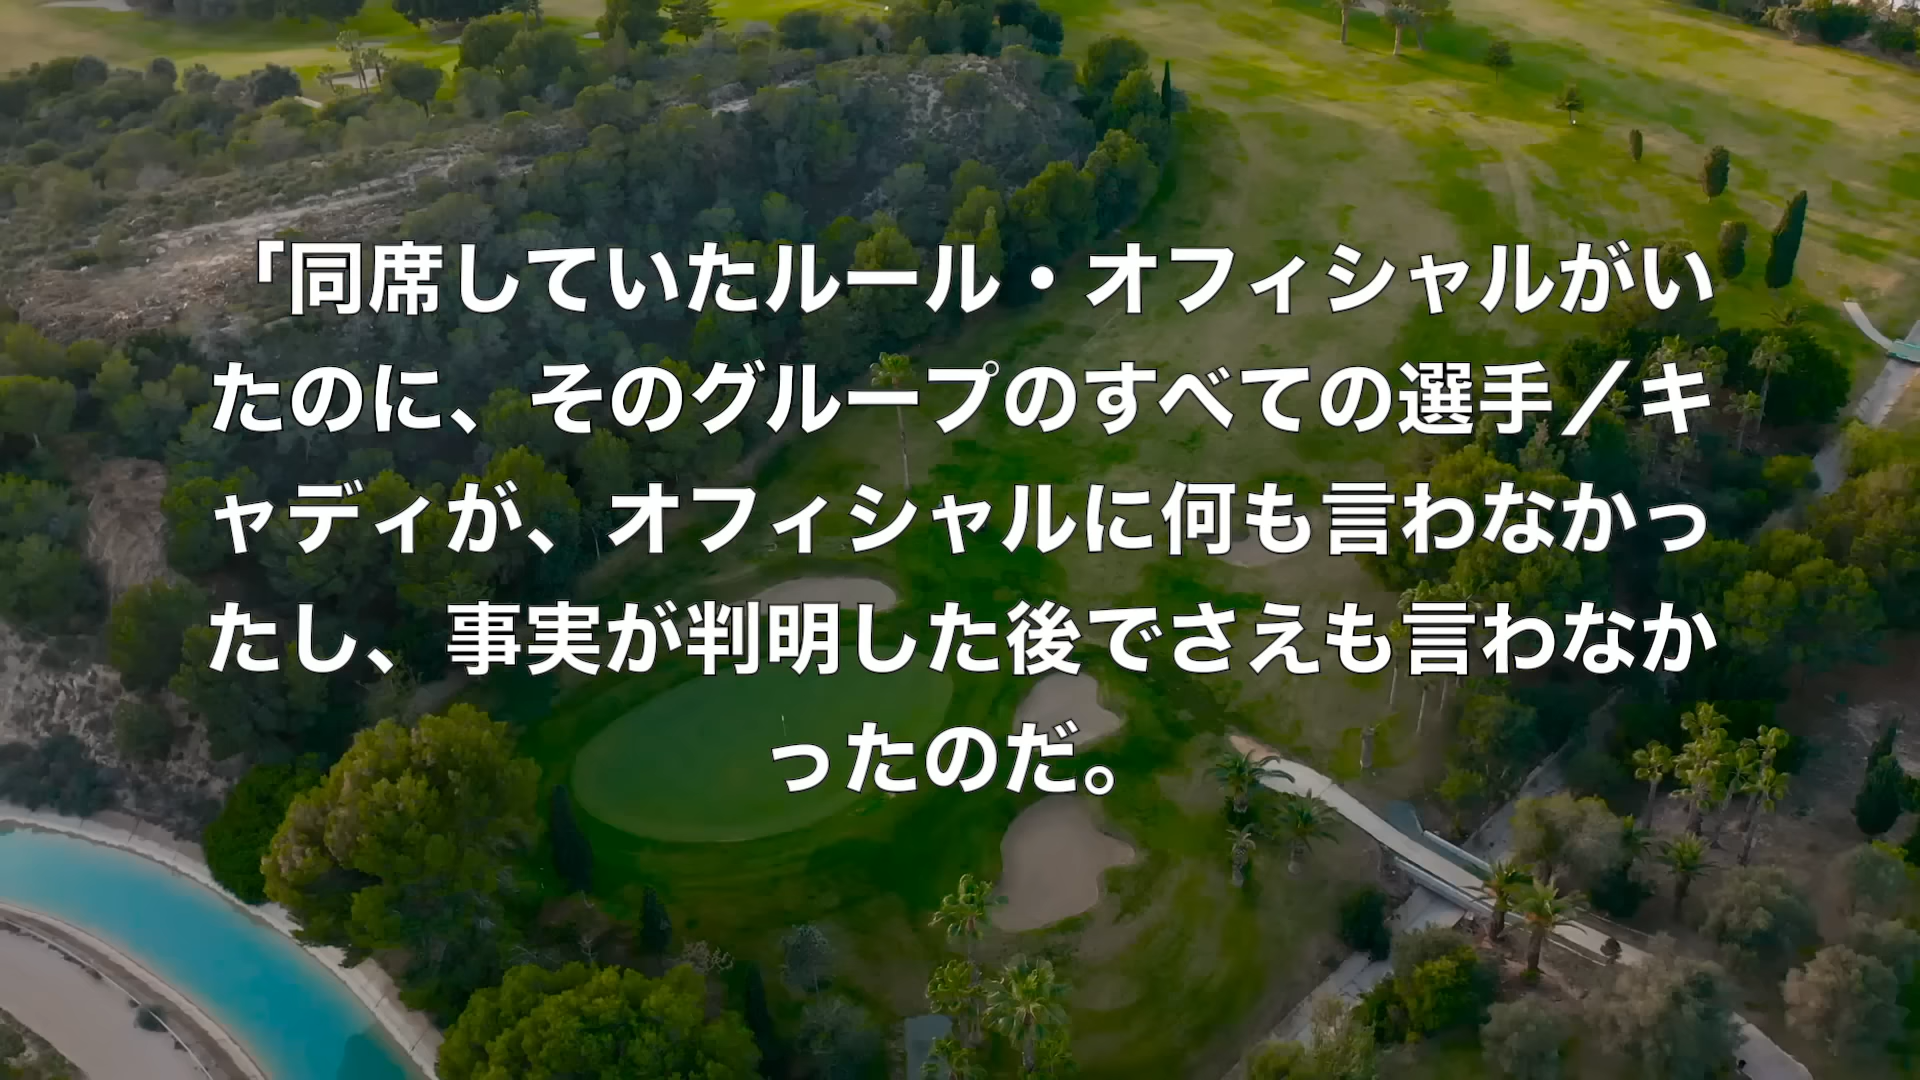 「同席していたルール・オフィシャルがい
たのに、そのグループのすべての選手／キ
ャディが、オフィシャルに何も言わなかっ
たし、事実が判明した後でさえも言わなか
ったのだ。